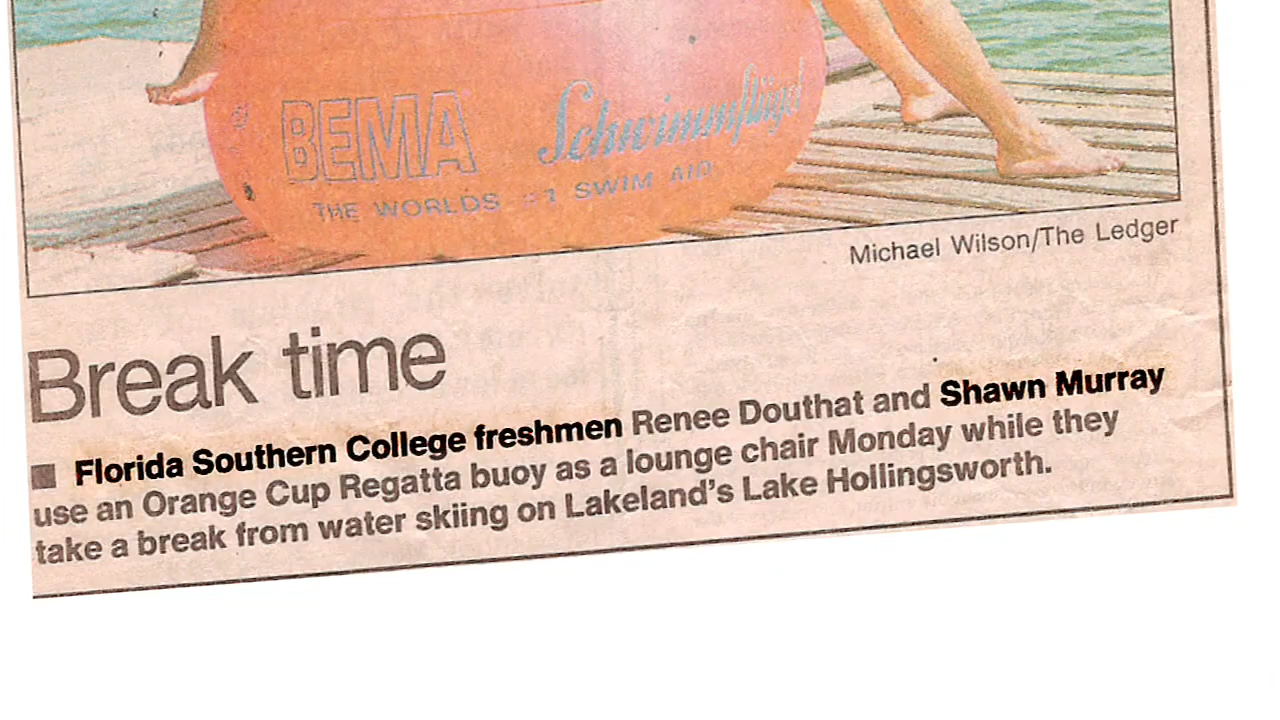 BEMA Schwimmflügel
THE WORLDS #1 SWIM AID
Michael Wilson/The Ledger
Break time
■ Florida Southern College freshmen Renee Douthat and Shawn Murray
use an Orange Cup Regatta buoy as a lounge chair Monday while they
take a break from water skiing on Lakeland's Lake Hollingsworth.